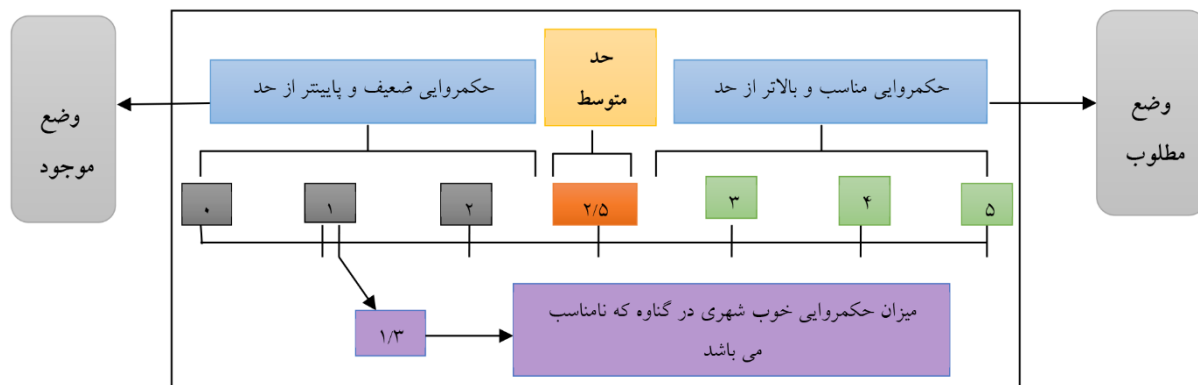 وضع
مطلوب
حکمروایی مناسب و بالاتر از حد
حد
متوسط
حکمروایی ضعیف و پایینتر از حد
وضع
موجود
۰
۱
۲
۲/۵
۳
۴
۵
۱/۳
میزان حکمروایی خوب شهری در گناوه که نامناسب
می باشد